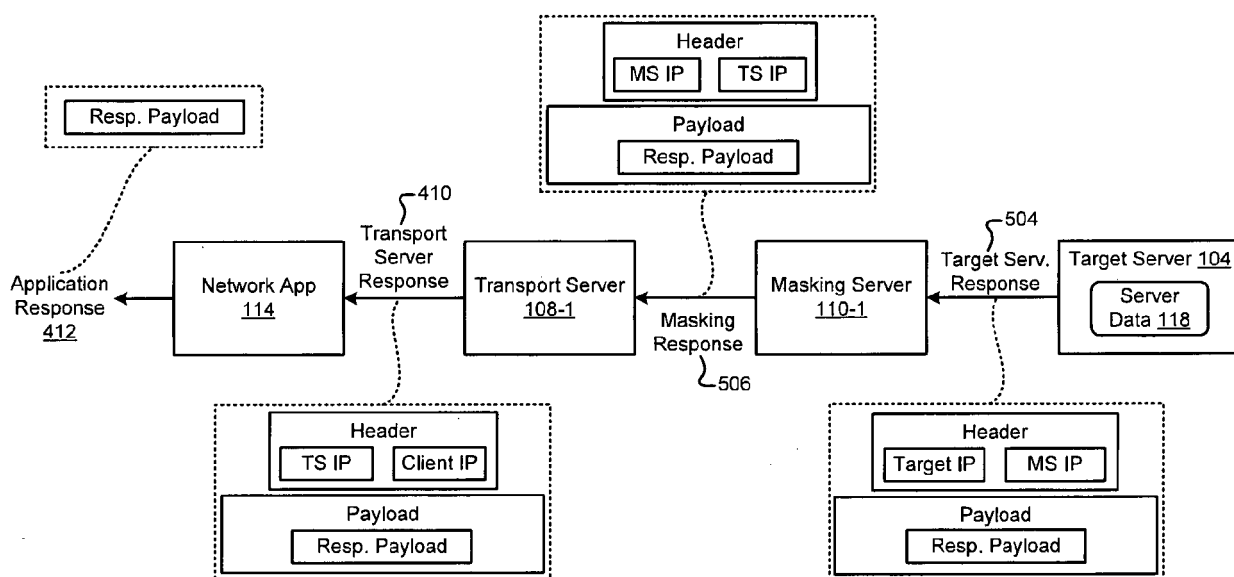 Header
MS IP TS IP
Payload
Resp. Payload
Resp. Payload
410
Transport
Server
Response
504
Target Serv.
Response
Application
Response
412
Network App
114
Transport Server
108-1
Masking
Response
506
Masking Server
110-1
Target Server 104
Server
Data 118
Header
TS IP Client IP
Payload
Resp. Payload
Header
Target IP MS IP
Payload
Resp. Payload